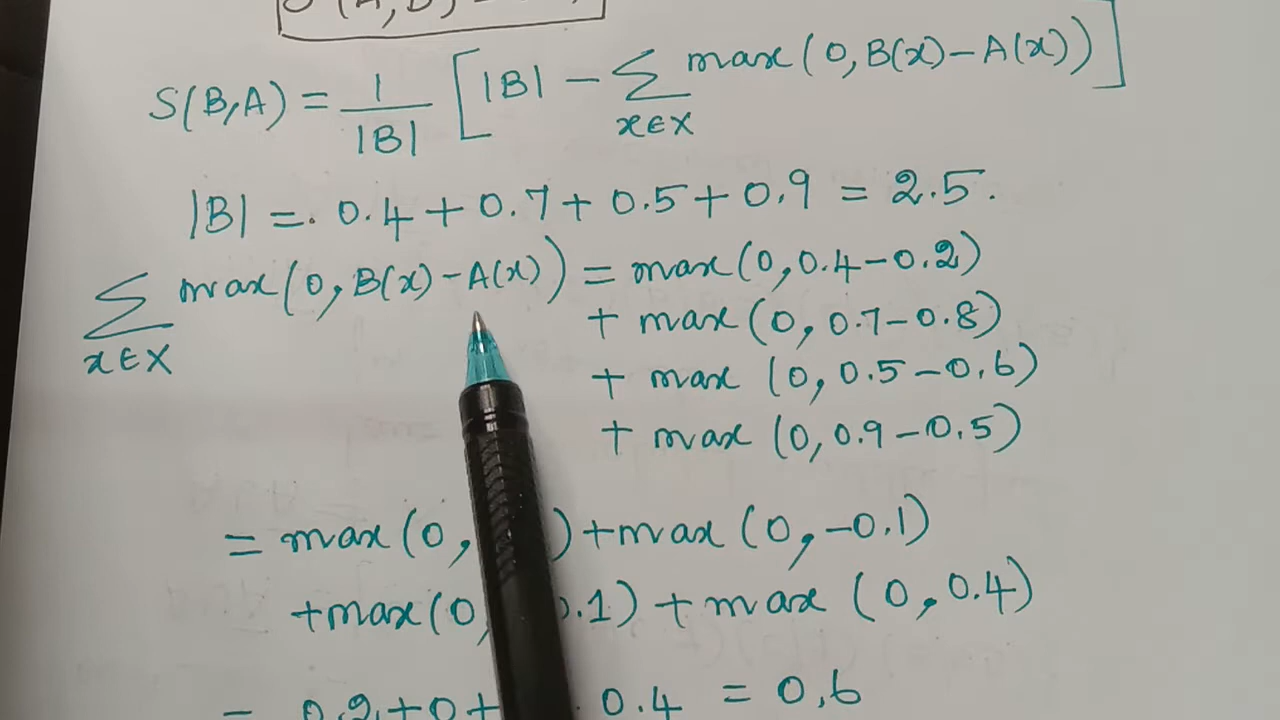 S(B,A) = 1/|B| [ |B| − ∑ x∈X max(0, B(x) − A(x)) ]
|B| = 0.4 + 0.7 + 0.5 + 0.9 = 2.5.
∑ x∈X max(0, B(x) − A(x)) = max(0, 0.4 − 0.2)
+ max(0, 0.7 − 0.8)
+ max (0, 0.5 − 0.6)
+ max (0, 0.9 − 0.5)
= max(0, ) + max(0, −0.1)
+ max(0, 0.1) + max (0, 0.4)
= 0.2 + 0 + 0.4 = 0.6